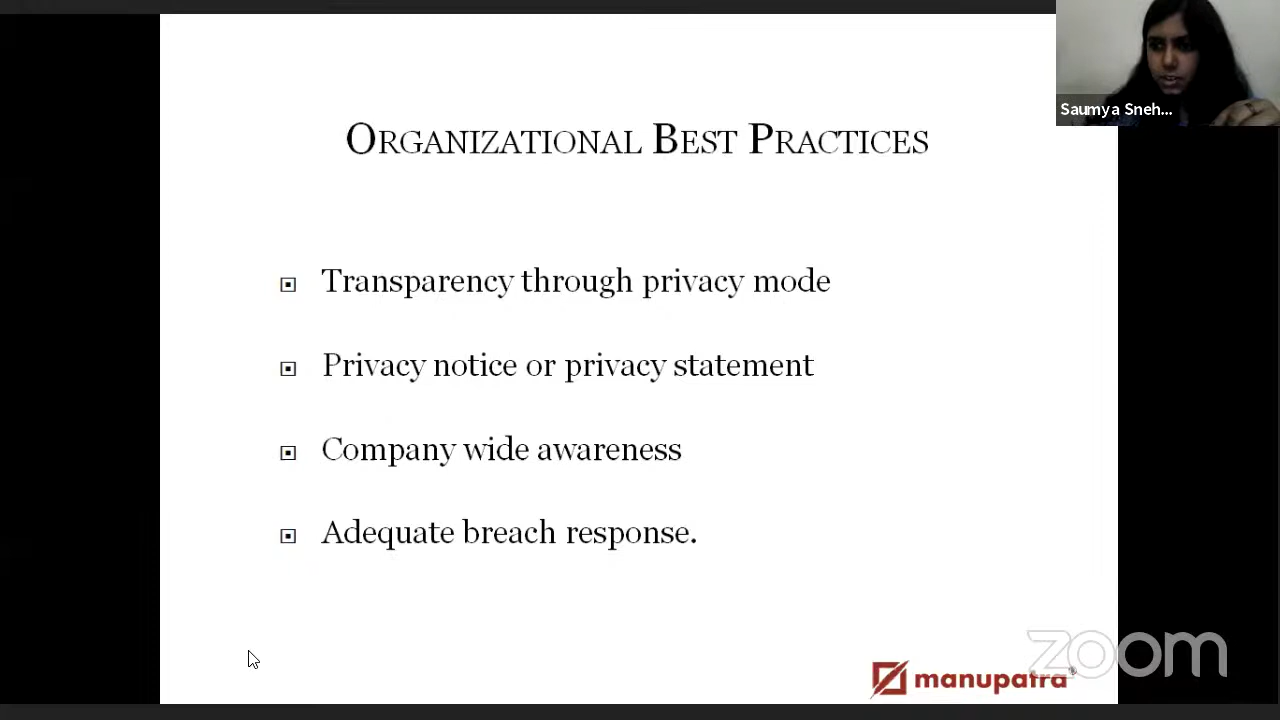 Saumya Sneh...
ORGANIZATIONAL BEST PRACTICES
Transparency through privacy mode
Privacy notice or privacy statement
Company wide awareness
Adequate breach response.
zoom
manupatra®